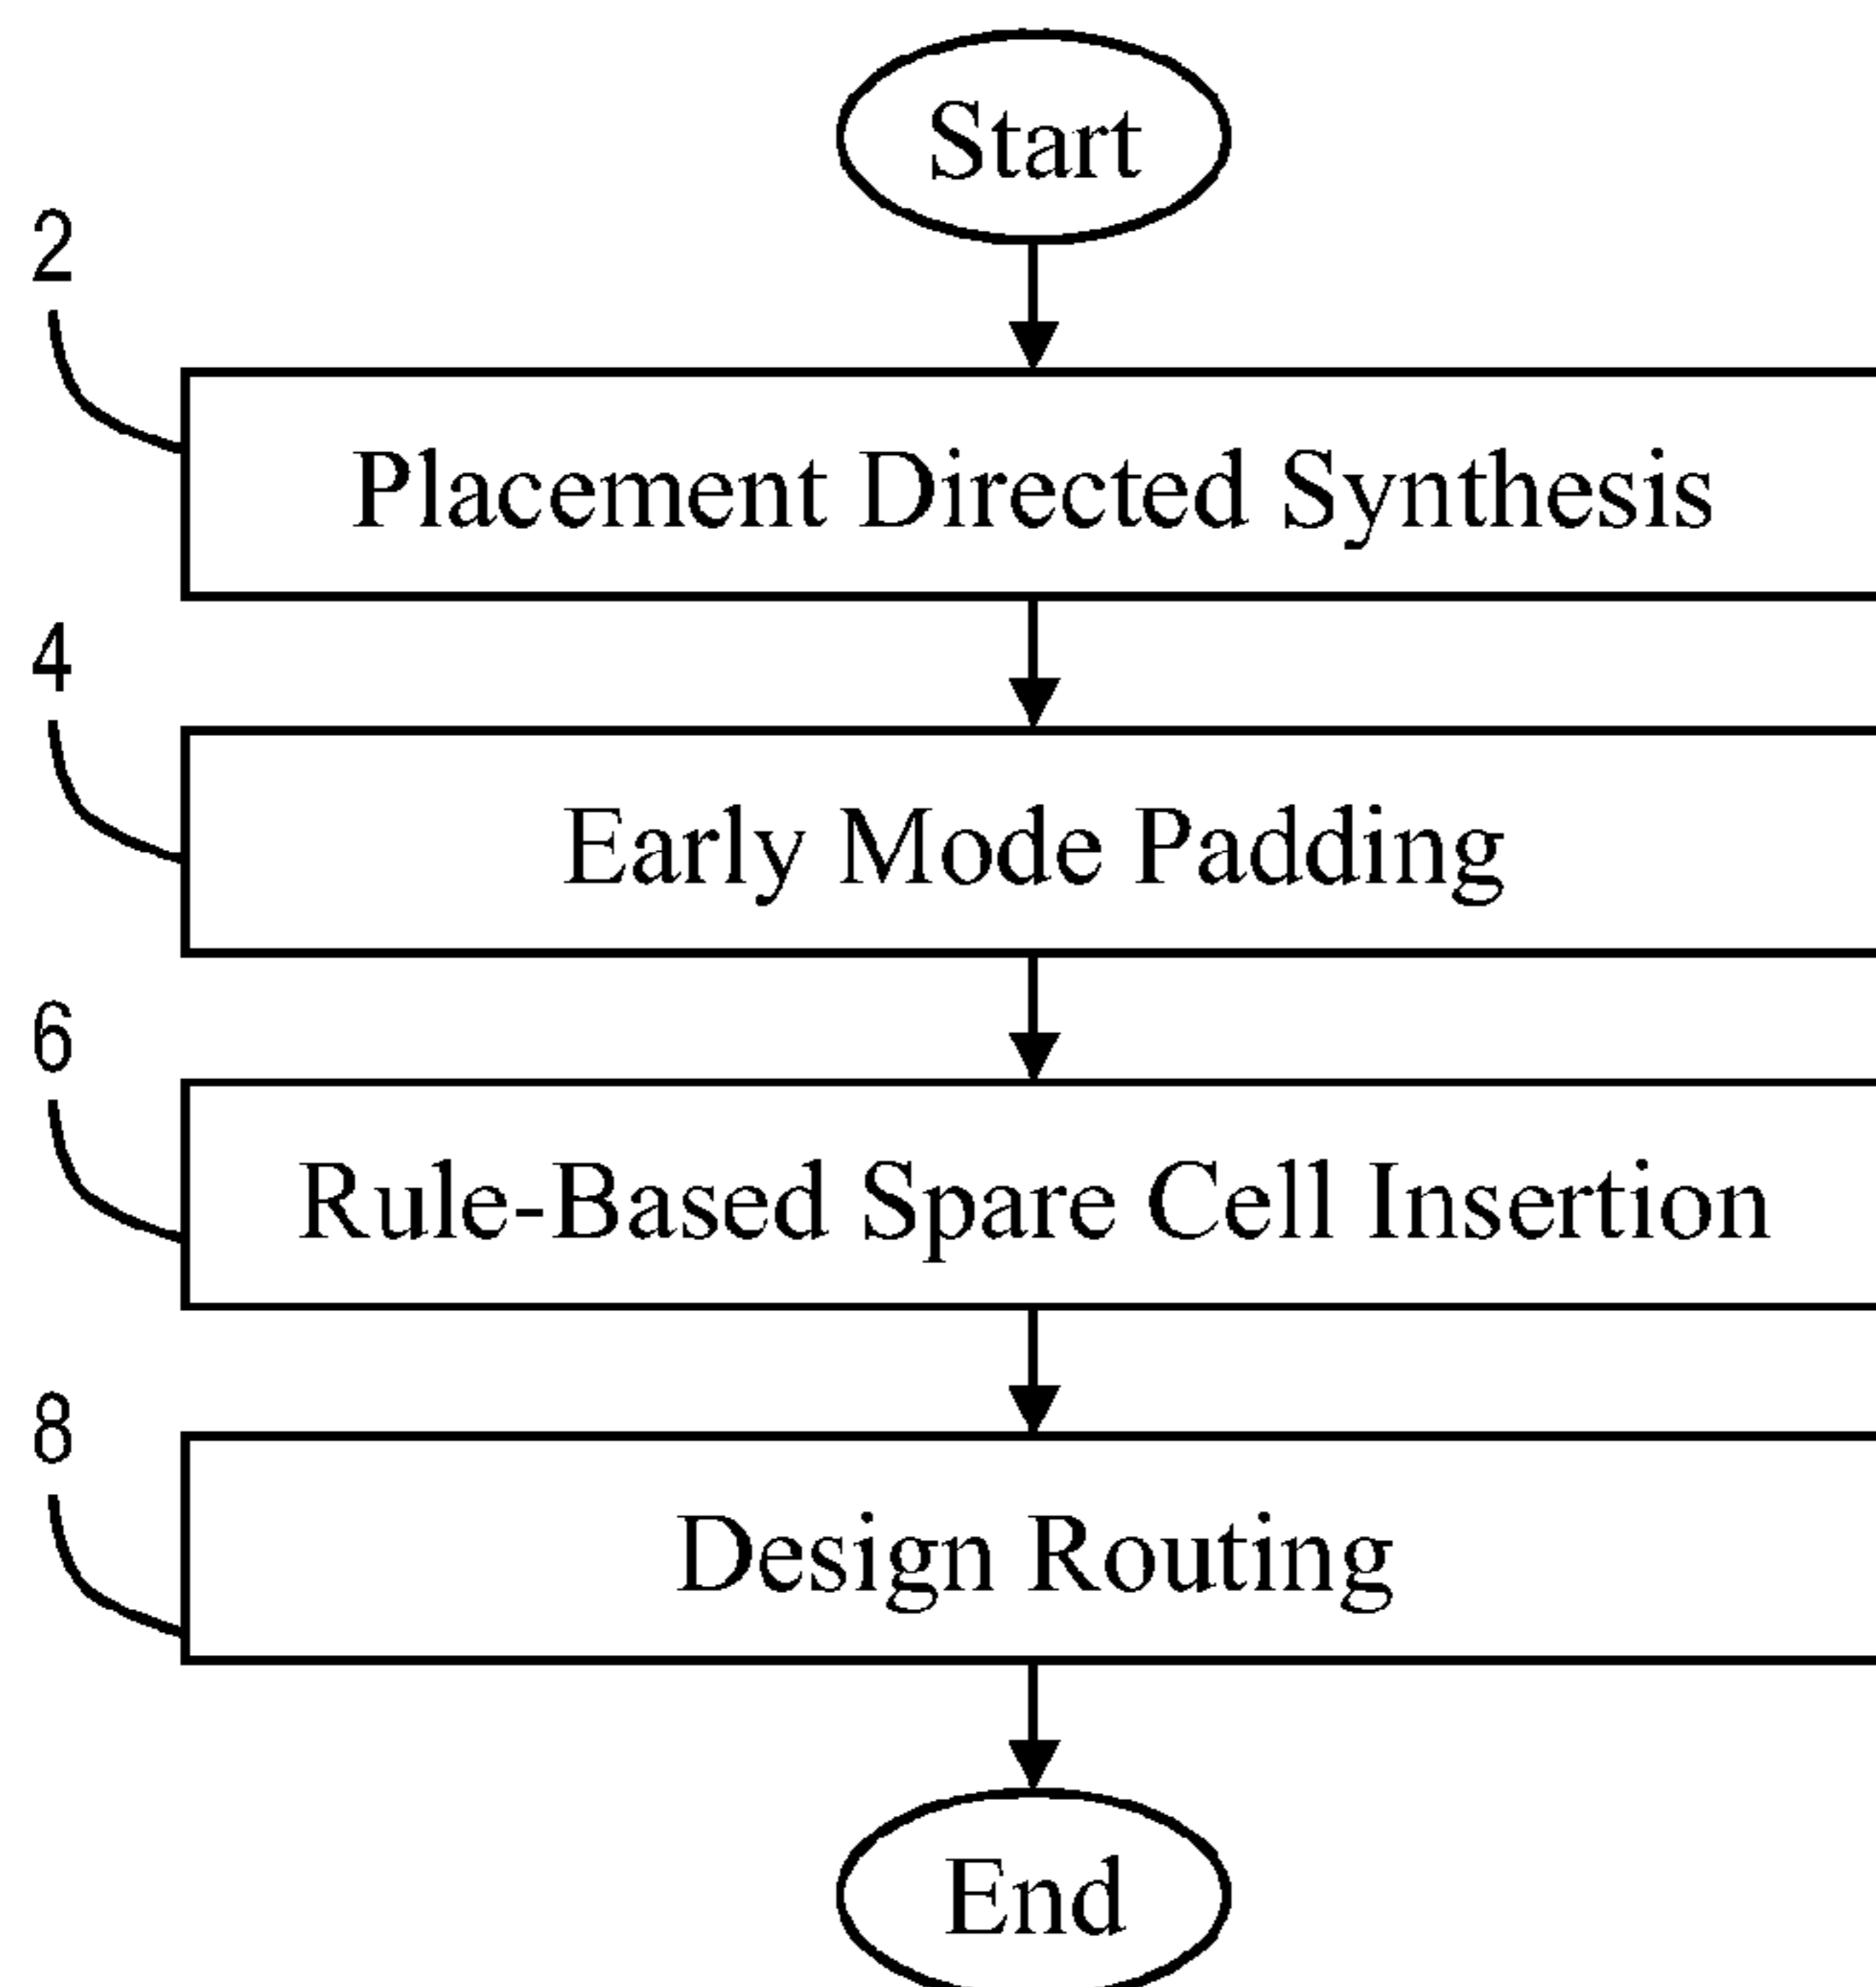 Start
2
Placement Directed Synthesis
4
Early Mode Padding
6
Rule-Based Spare Cell Insertion
8
Design Routing
End